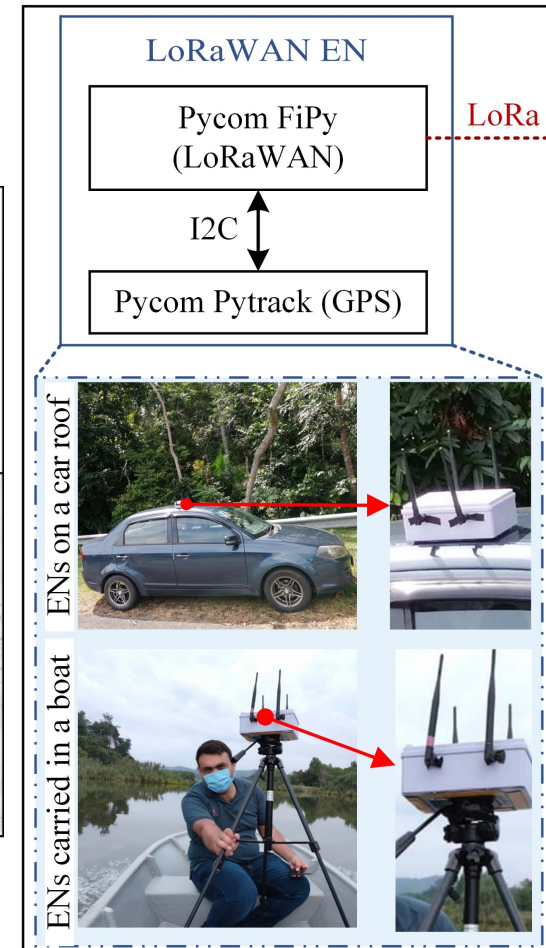 LoRaWAN EN
Pycom FiPy
(LoRaWAN)
LoRa
I2C
Pycom Pytrack (GPS)
ENs on a car roof
ENs carried in a boat